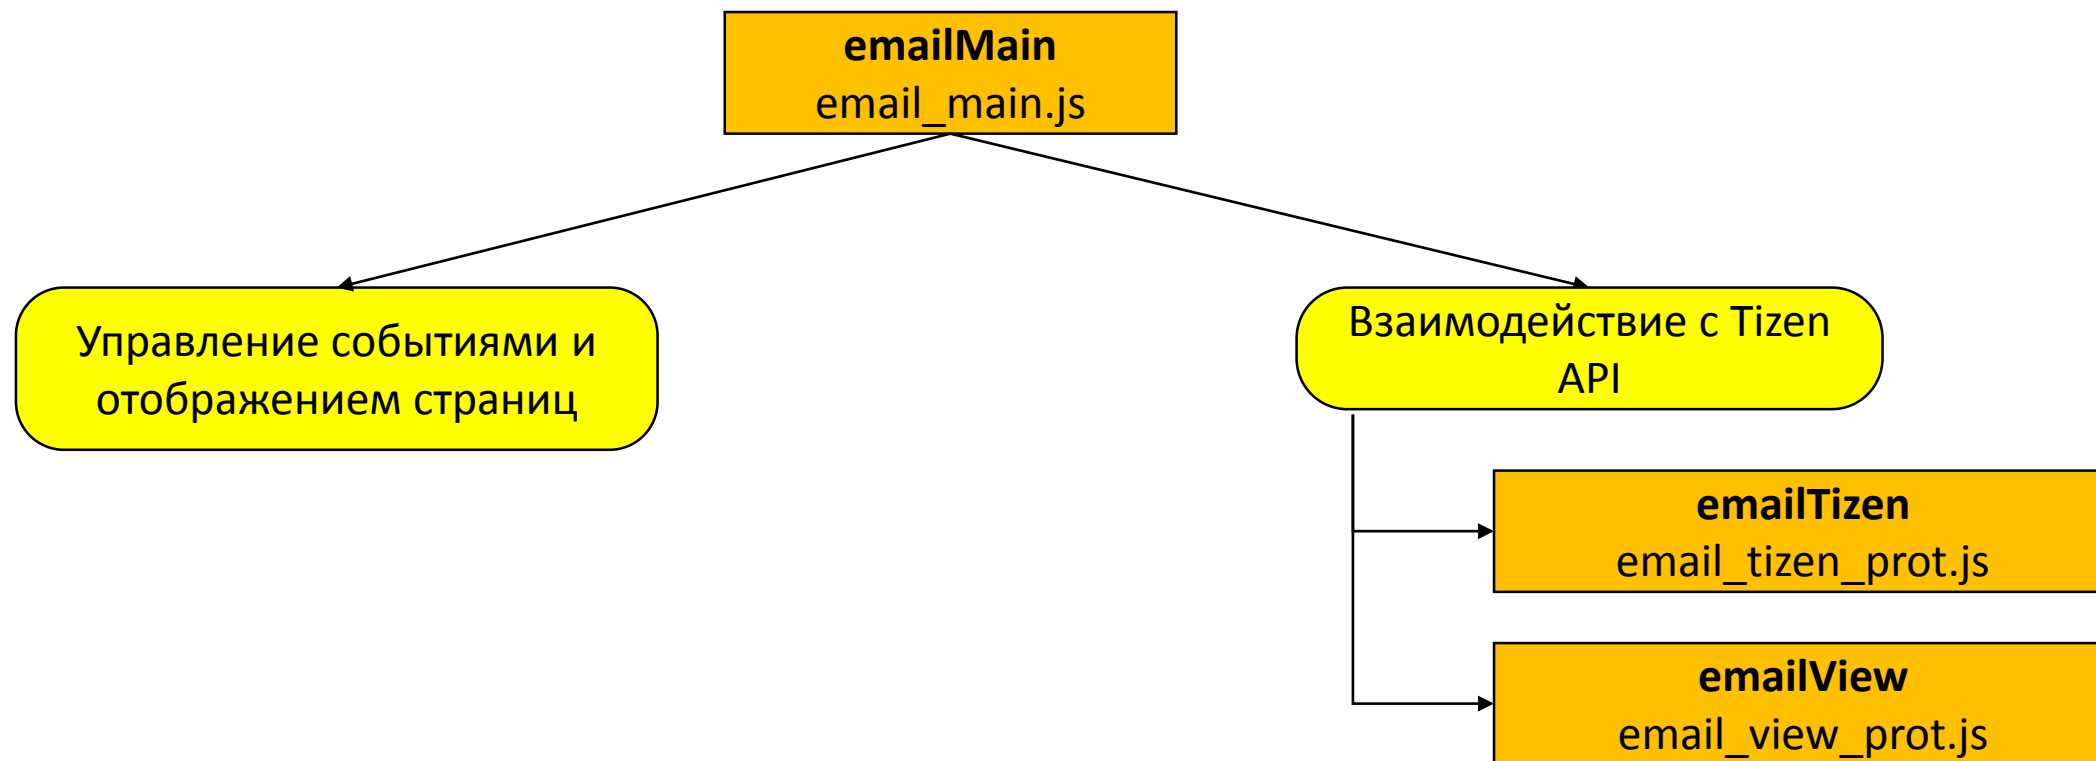 emailMain
email_main.js
Управление событиями и
отображением страниц
Взаимодействие с Tizen
API
emailTizen
email_tizen_prot.js
emailView
email_view_prot.js